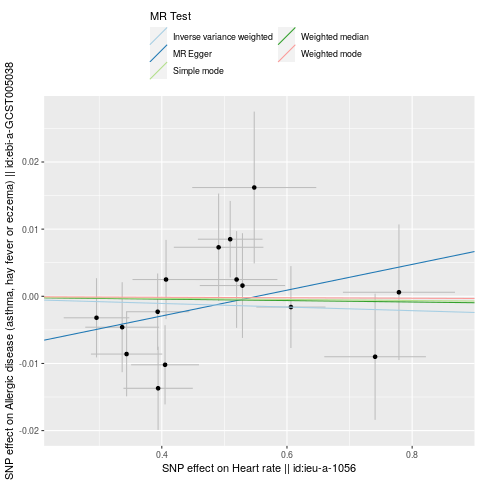 MR Test
Inverse variance weighted
Weighted median
MR Egger
Weighted mode
Simple mode
SNP effect on Allergic disease (asthma, hay fever or eczema) || id:ebi-a-GCST005038
0.02
0.01
0.00
-0.01
-0.02
0.4
0.6
0.8
SNP effect on Heart rate || id:ieu-a-1056